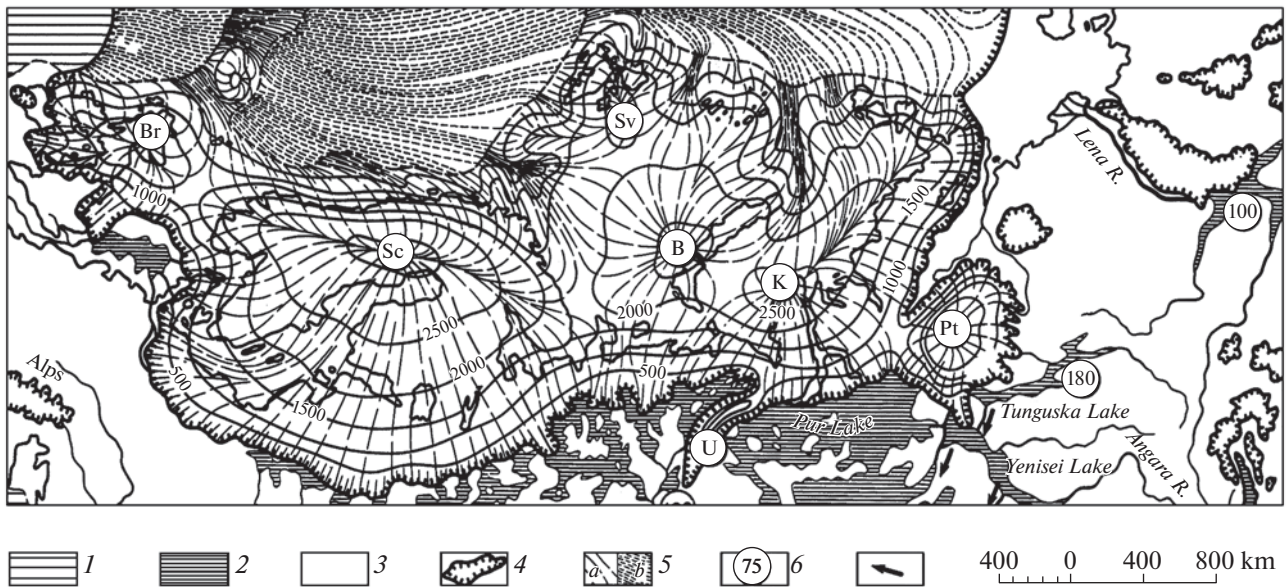 Br
Sv
Lena R.
1000
1500
100
Sc
B
K
1000
2500
2000
2500
Pt
Alps
2000
500
500
180
1500
Pur Lake
Tunguska Lake
U
Angara R.
Yenisei Lake
1 2 3 4 a b 5 75 6 400 0 400 800 km